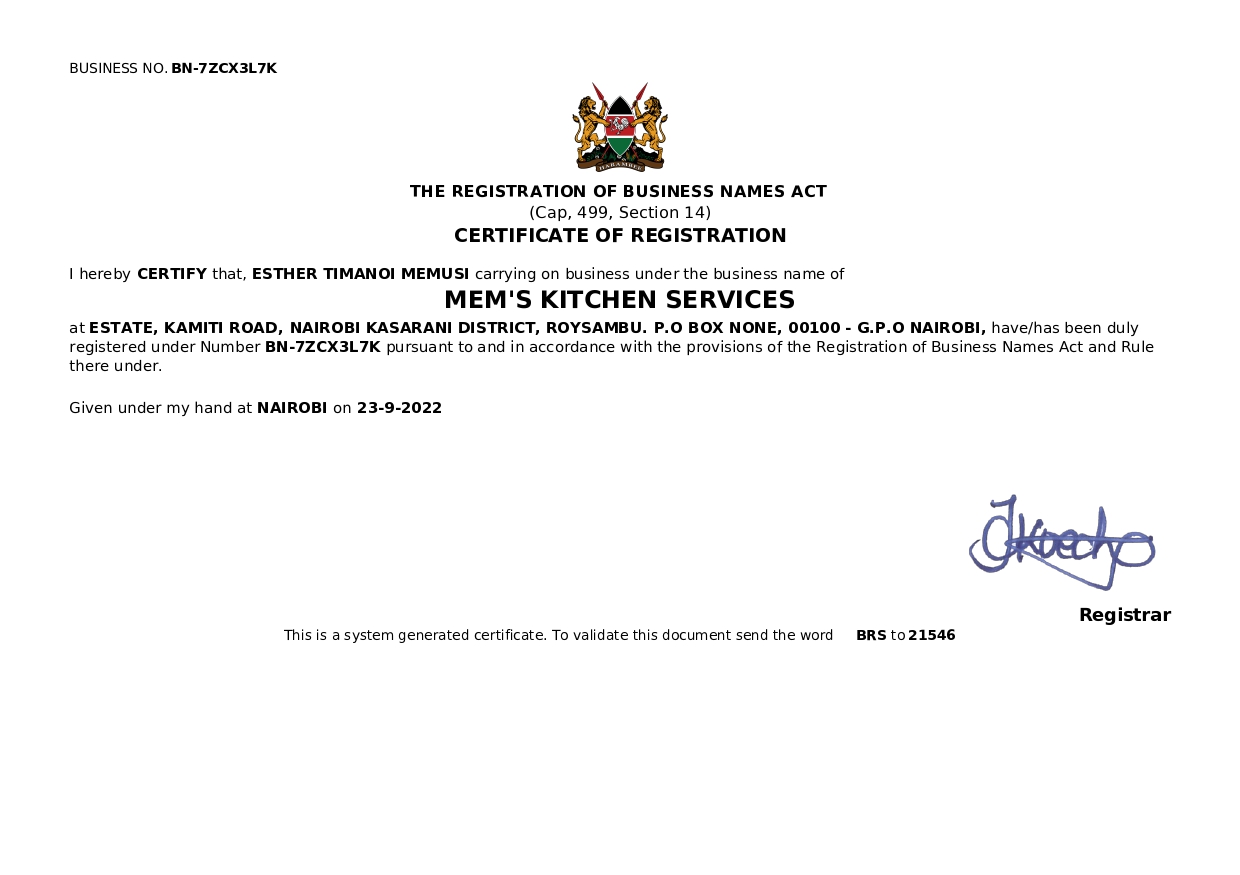 BUSINESS NO. BN-7ZCX3L7K
HARAMBEE
THE REGISTRATION OF BUSINESS NAMES ACT
(Cap, 499, Section 14)
CERTIFICATE OF REGISTRATION
I hereby CERTIFY that, ESTHER TIMANOI MEMUSI carrying on business under the business name of
MEM'S KITCHEN SERVICES
at ESTATE, KAMITI ROAD, NAIROBI KASARANI DISTRICT, ROYSAMBU. P.O BOX NONE, 00100 - G.P.O NAIROBI, have/has been duly
registered under Number BN-7ZCX3L7K pursuant to and in accordance with the provisions of the Registration of Business Names Act and Rule
there under.
Given under my hand at NAIROBI on 23-9-2022
Registrar
This is a system generated certificate. To validate this document send the word BRS to 21546